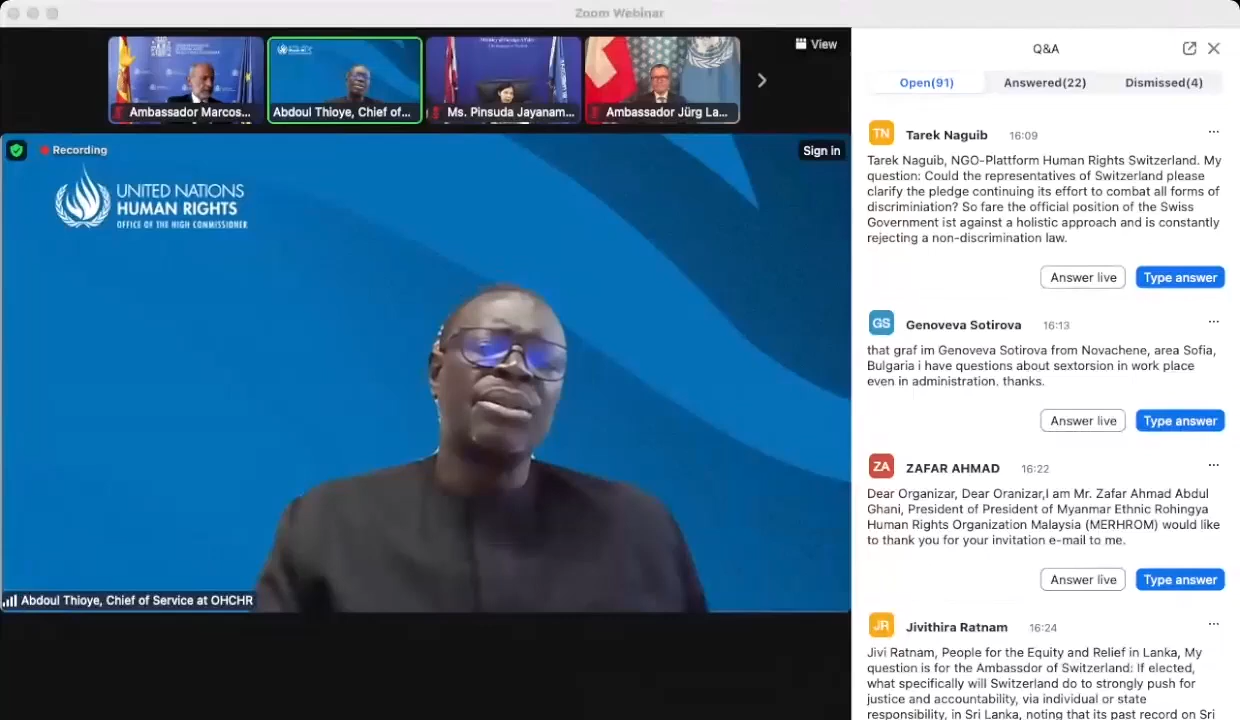 Zoom Webinar
Ambassador Marcos...
Abdoul Thioye, Chief of...
Ms. Pinsuda Jayanam...
Ambassador Jürg La...
View
Recording
Sign in
UNITED NATIONS
HUMAN RIGHTS
OFFICE OF THE HIGH COMMISSIONER
Abdoul Thioye, Chief of Service at OHCHR
Q&A
Open(91)
Answered(22)
Dismissed(4)
TN
Tarek Naguib 16:09
Tarek Naguib, NGO-Plattform Human Rights Switzerland. My
question: Could the representatives of Switzerland please
clarify the pledge continuing its effort to combat all forms of
discriminiation? So fare the official position of the Swiss
Government ist against a holistic approach and is constantly
rejecting a non-discrimination law.
Answer live
Type answer
GS
Genoveva Sotirova 16:13
that graf im Genoveva Sotirova from Novachene, area Sofia,
Bulgaria i have questions about sextorsion in work place
even in administration. thanks.
Answer live
Type answer
ZA
ZAFAR AHMAD 16:22
Dear Organizar, Dear Oranizar,I am Mr. Zafar Ahmad Abdul
Ghani, President of President of Myanmar Ethnic Rohingya
Human Rights Organization Malaysia (MERHROM) would like
to thank you for your invitation e-mail to me.
Answer live
Type answer
JR
Jivithira Ratnam 16:24
Jivi Ratnam, People for the Equity and Relief in Lanka, My
question is for the Ambassdor of Switzerland: If elected,
what specifically will Switzerland do to strongly push for
justice and accountability, via individual or state
responsibility, in Sri Lanka, noting that its past record on Sri